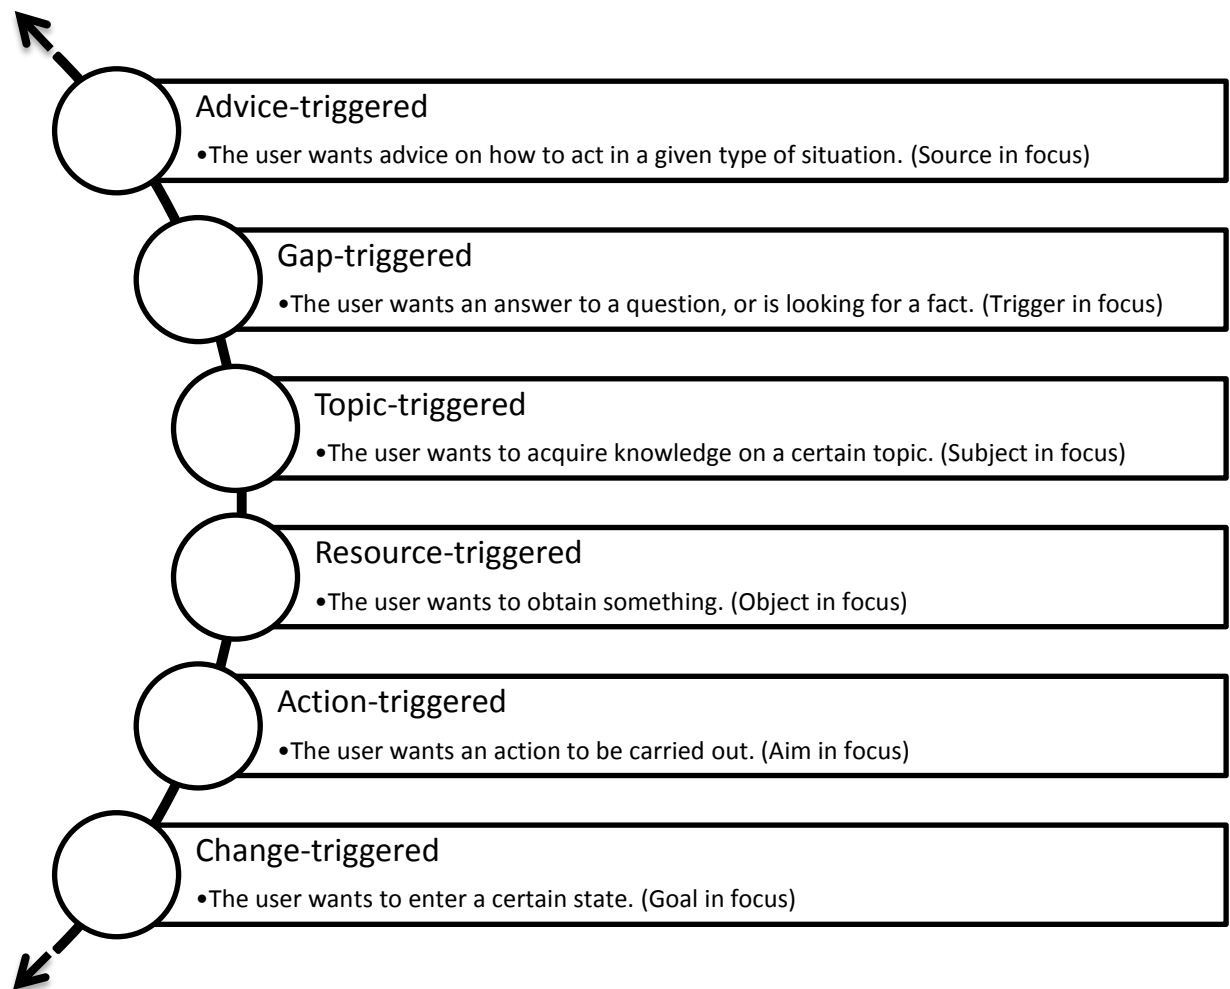 Advice-triggered
•The user wants advice on how to act in a given type of situation. (Source in focus)
Gap-triggered
•The user wants an answer to a question, or is looking for a fact. (Trigger in focus)
Topic-triggered
•The user wants to acquire knowledge on a certain topic. (Subject in focus)
Resource-triggered
•The user wants to obtain something. (Object in focus)
Action-triggered
•The user wants an action to be carried out. (Aim in focus)
Change-triggered
•The user wants to enter a certain state. (Goal in focus)